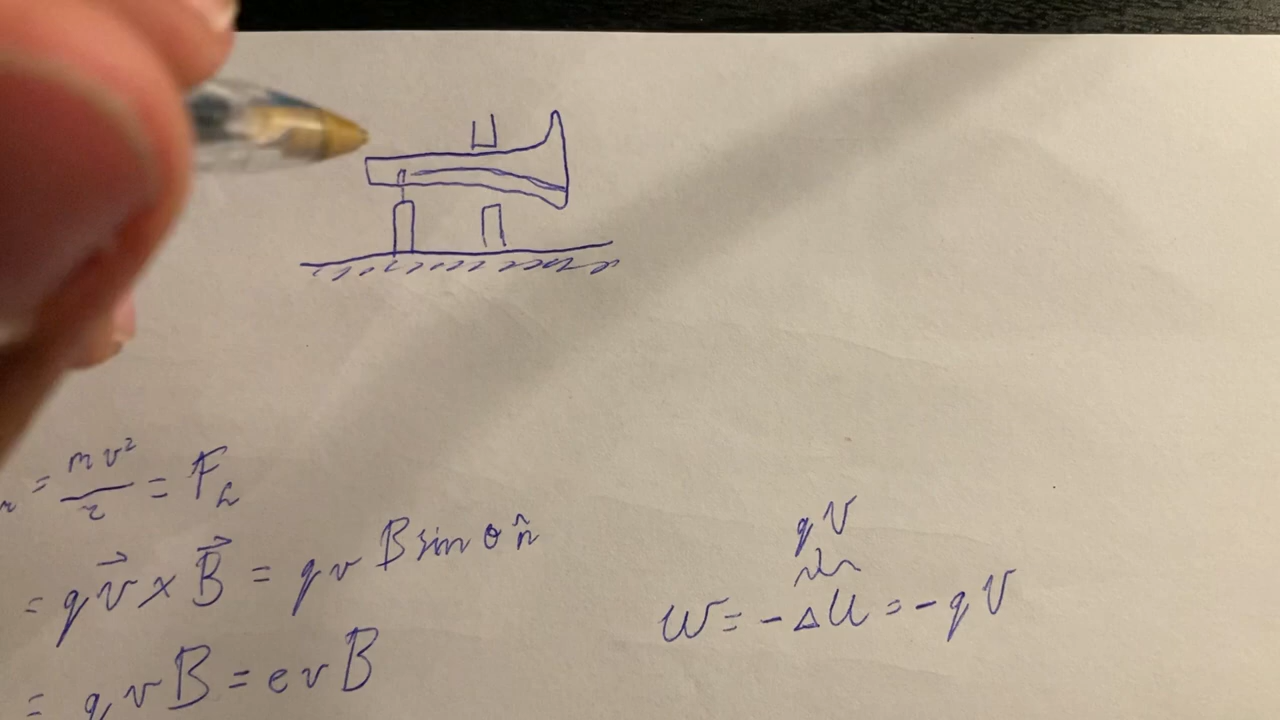 = mv²/r = F
= qv⃗ × B⃗ = qvB sin θ n̂
= qvB = evB
qV
W = -ΔU = -qV